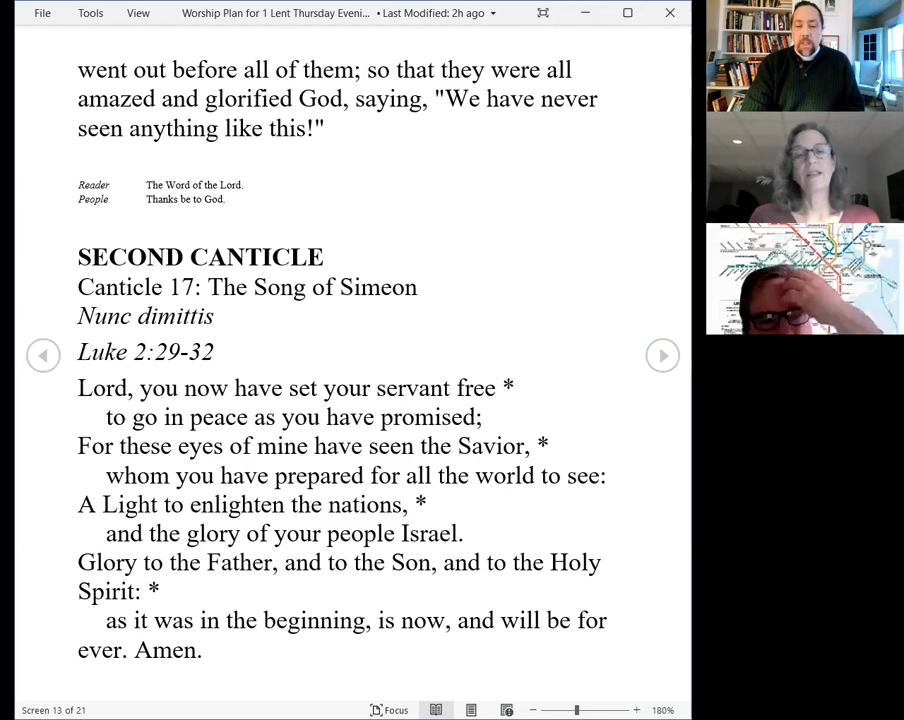 File Tools View Worship Plan for 1 Lent Thursday Eveni... • Last Modified: 2h ago
went out before all of them; so that they were all
amazed and glorified God, saying, "We have never
seen anything like this!"
Reader The Word of the Lord.
People Thanks be to God.
SECOND CANTICLE
Canticle 17: The Song of Simeon
Nunc dimittis
Luke 2:29-32
Lord, you now have set your servant free *
to go in peace as you have promised;
For these eyes of mine have seen the Savior, *
whom you have prepared for all the world to see:
A Light to enlighten the nations, *
and the glory of your people Israel.
Glory to the Father, and to the Son, and to the Holy
Spirit: *
as it was in the beginning, is now, and will be for
ever. Amen.
Screen 13 of 21 Focus 180%